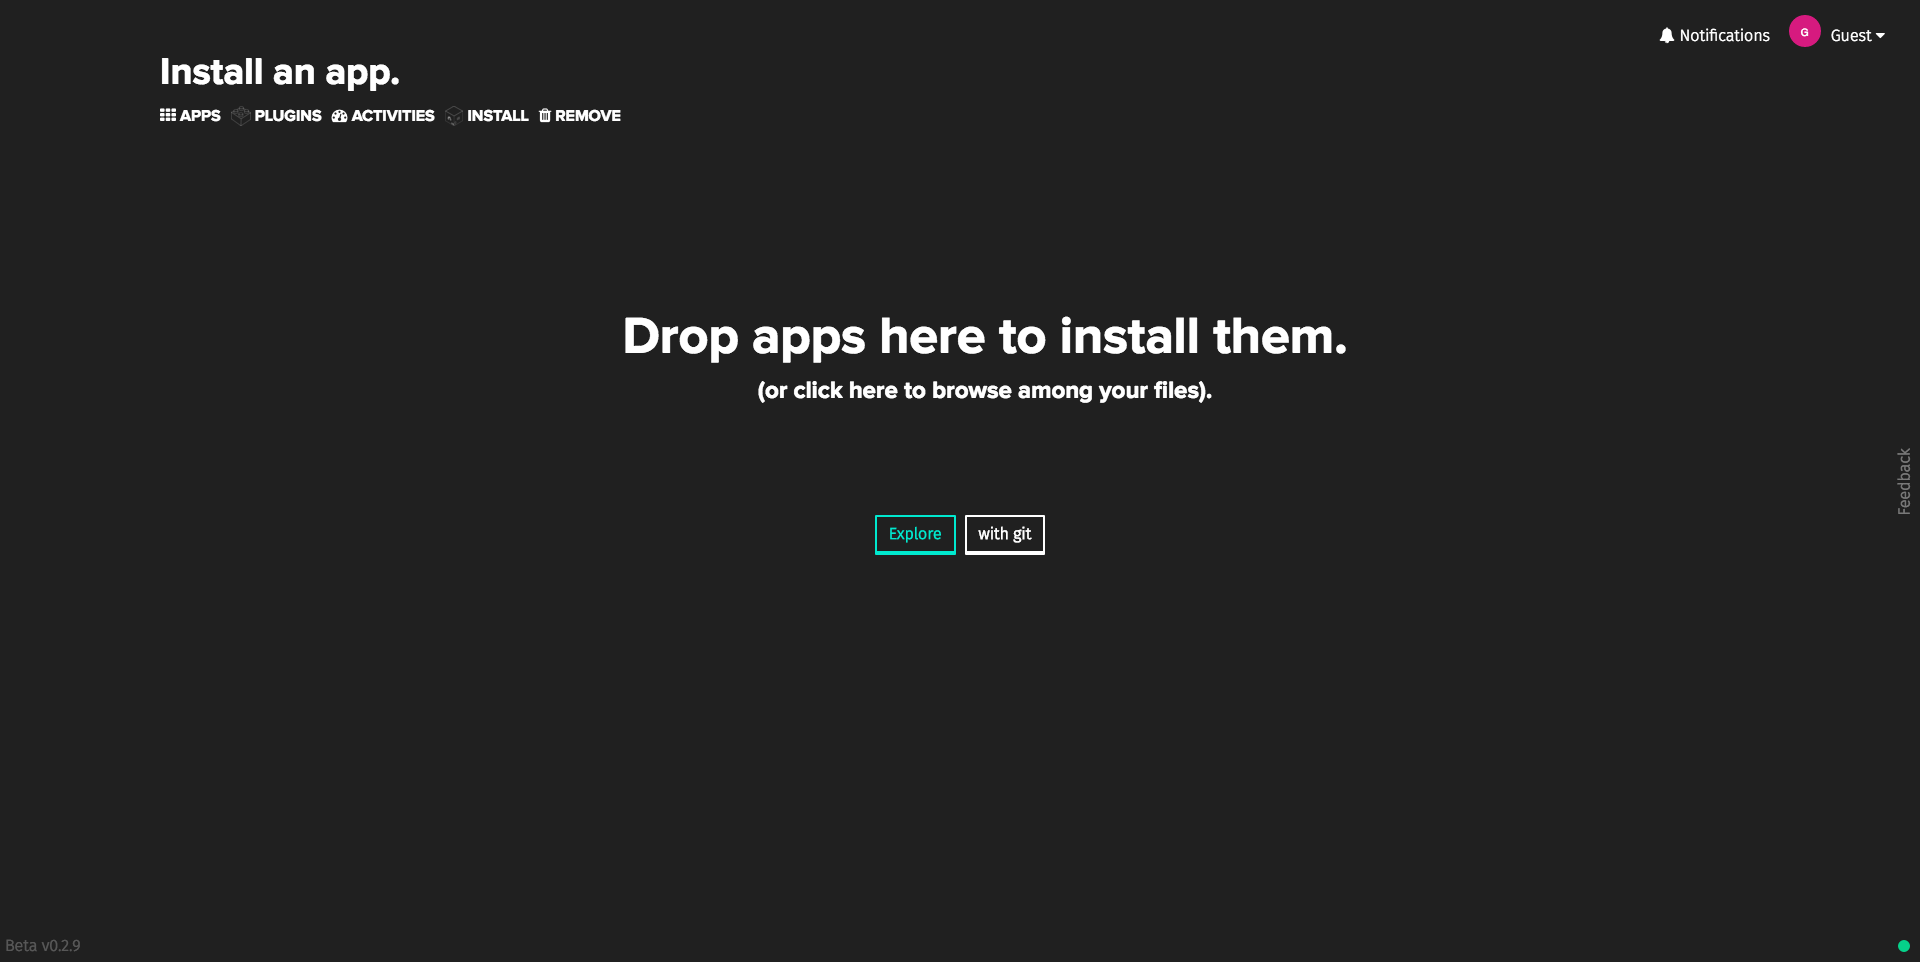 Notifications
G
Guest
Install an app.
APPS PLUGINS ACTIVITIES INSTALL REMOVE
Drop apps here to install them.
(or click here to browse among your files).
Feedback
Explore
with git
Beta v0.2.9